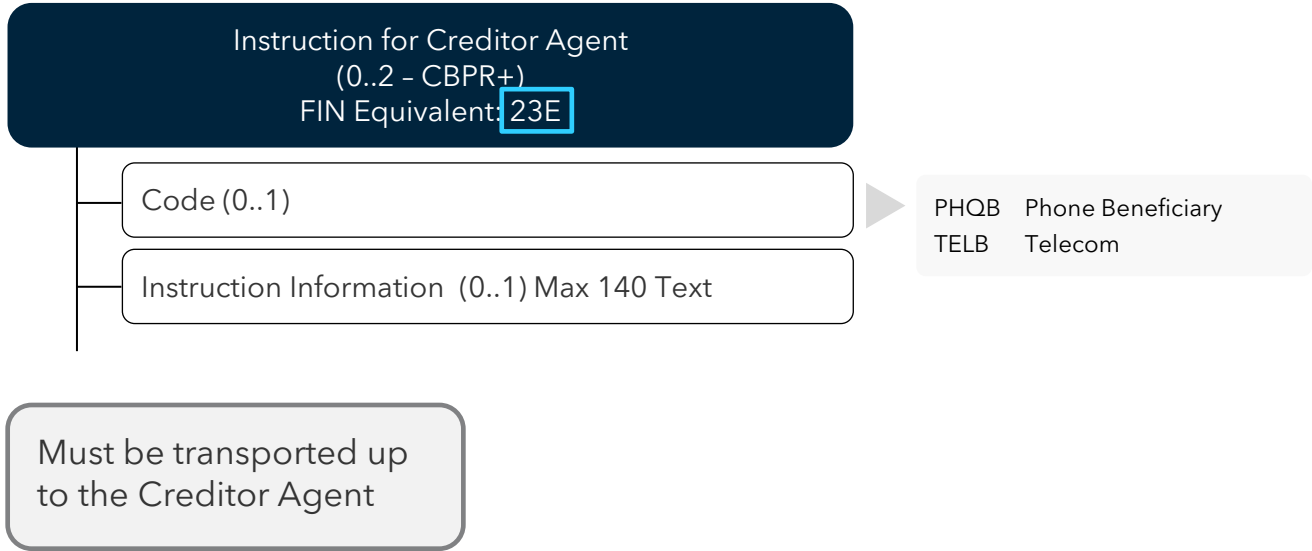 Instruction for Creditor Agent
(0..2 – CBPR+)
FIN Equivalent: 23E
Code (0..1)
PHQB Phone Beneficiary
TELB Telecom
Instruction Information (0..1) Max 140 Text
Must be transported up
to the Creditor Agent